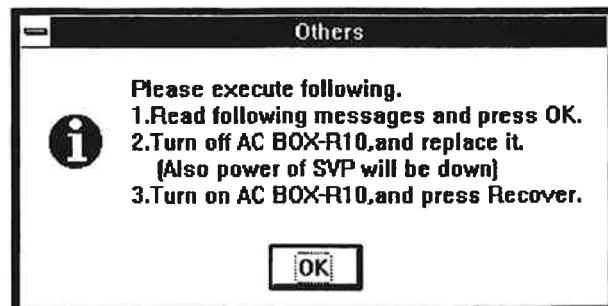 Others
Please execute following.
1.Read following messages and press OK.
2.Turn off AC BOX-R10,and replace it.
(Also power of SVP will be down)
3.Turn on AC BOX-R10,and press Recover.
OK